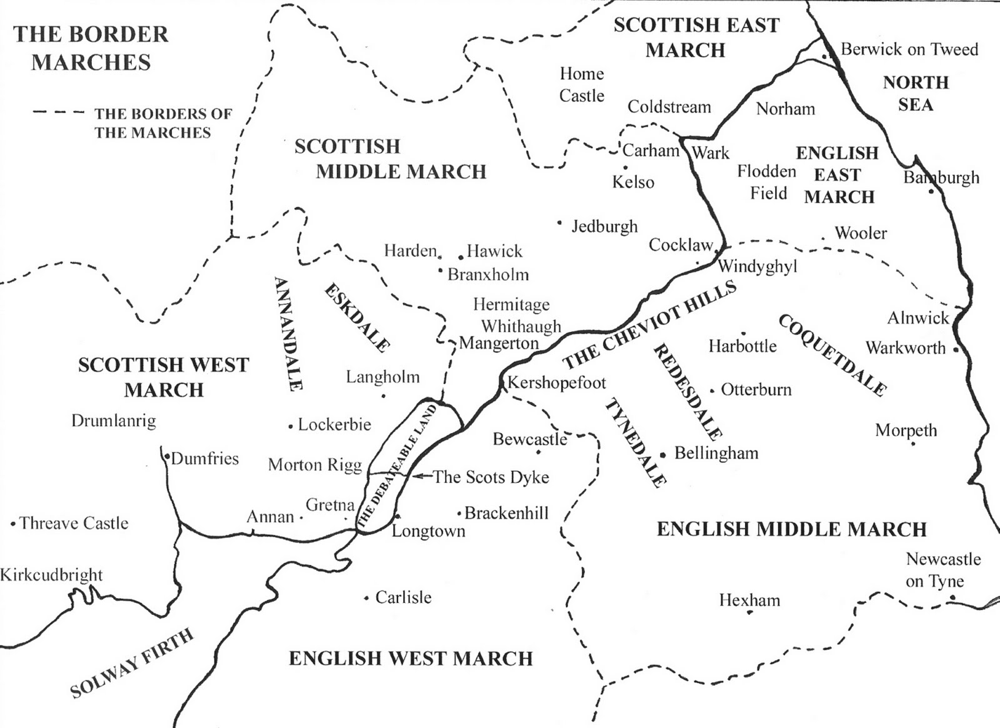 THE BORDER
MARCHES
THE BORDERS OF
THE MARCHES
SCOTTISH EAST
MARCH
Berwick on Tweed
NORTH
SEA
Home
Castle
Coldstream
Norham
SCOTTISH
MIDDLE MARCH
Carham
Wark
ENGLISH
EAST
MARCH
Flodden
Field
Bamburgh
Kelso
Jedburgh
Cocklaw
Wooler
Harden
Hawick
Branxholm
Windyghyl
ANNANDALE
ESKDALE
Hermitage
Whithaugh
Mangerton
THE CHEVIOT HILLS
Alnwick
Warkworth
Harbottle
COQUETDALE
REDESDALE
SCOTTISH WEST
MARCH
Langholm
Kershopefoot
Otterburn
TYNEDALE
Drumlanrig
Lockerbie
THE DEBATEABLE LAND
Bewcastle
Morpeth
Dumfries
Morton Rigg
The Scots Dyke
Bellingham
Gretna
Annan
Brackenhill
Threave Castle
Longtown
ENGLISH MIDDLE MARCH
Kirkcudbright
Newcastle
on Tyne
Carlisle
Hexham
SOLWAY FIRTH
ENGLISH WEST MARCH